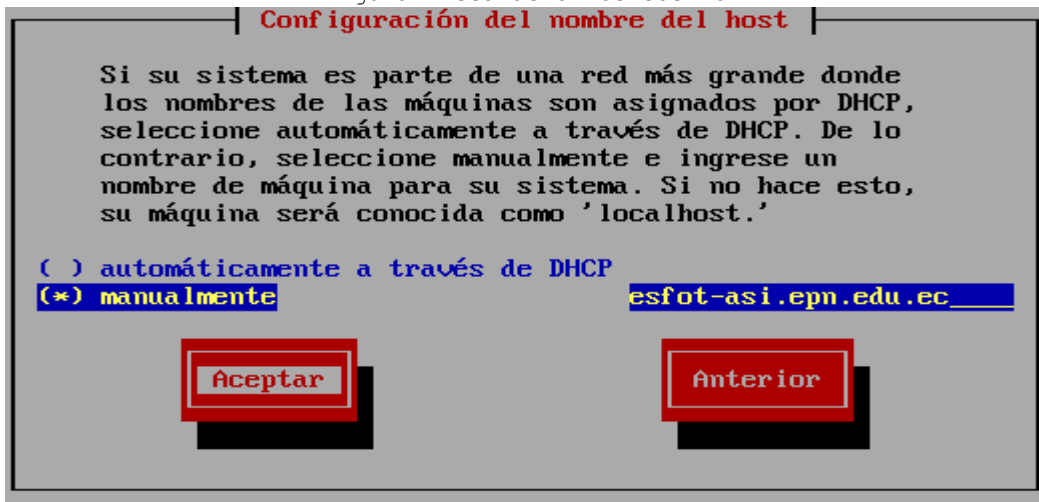 Configuración del nombre del host
Si su sistema es parte de una red más grande donde
los nombres de las máquinas son asignados por DHCP,
seleccione automáticamente a través de DHCP. De lo
contrario, seleccione manualmente e ingrese un
nombre de máquina para su sistema. Si no hace esto,
su máquina será conocida como 'localhost.'
( ) automáticamente a través de DHCP
(*) manualmente esfot-asi.epn.edu.ec____
Aceptar Anterior